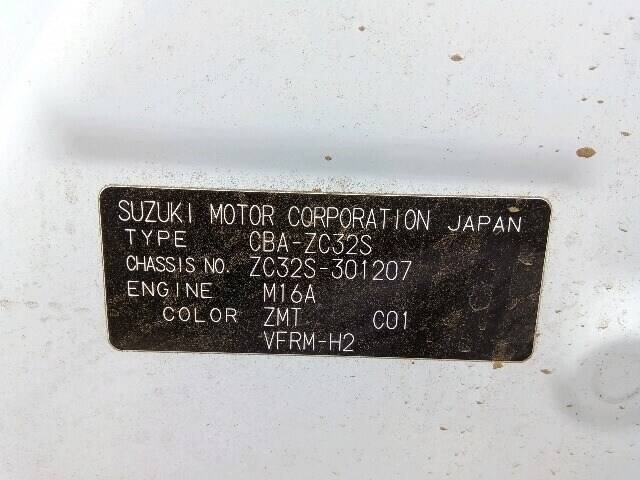 SUZUKI MOTOR CORPORATION JAPAN
TYPE CBA-ZC32S
CHASSIS NO. ZC32S-301207
ENGINE M16A
COLOR ZMT C01
VFRM-H2